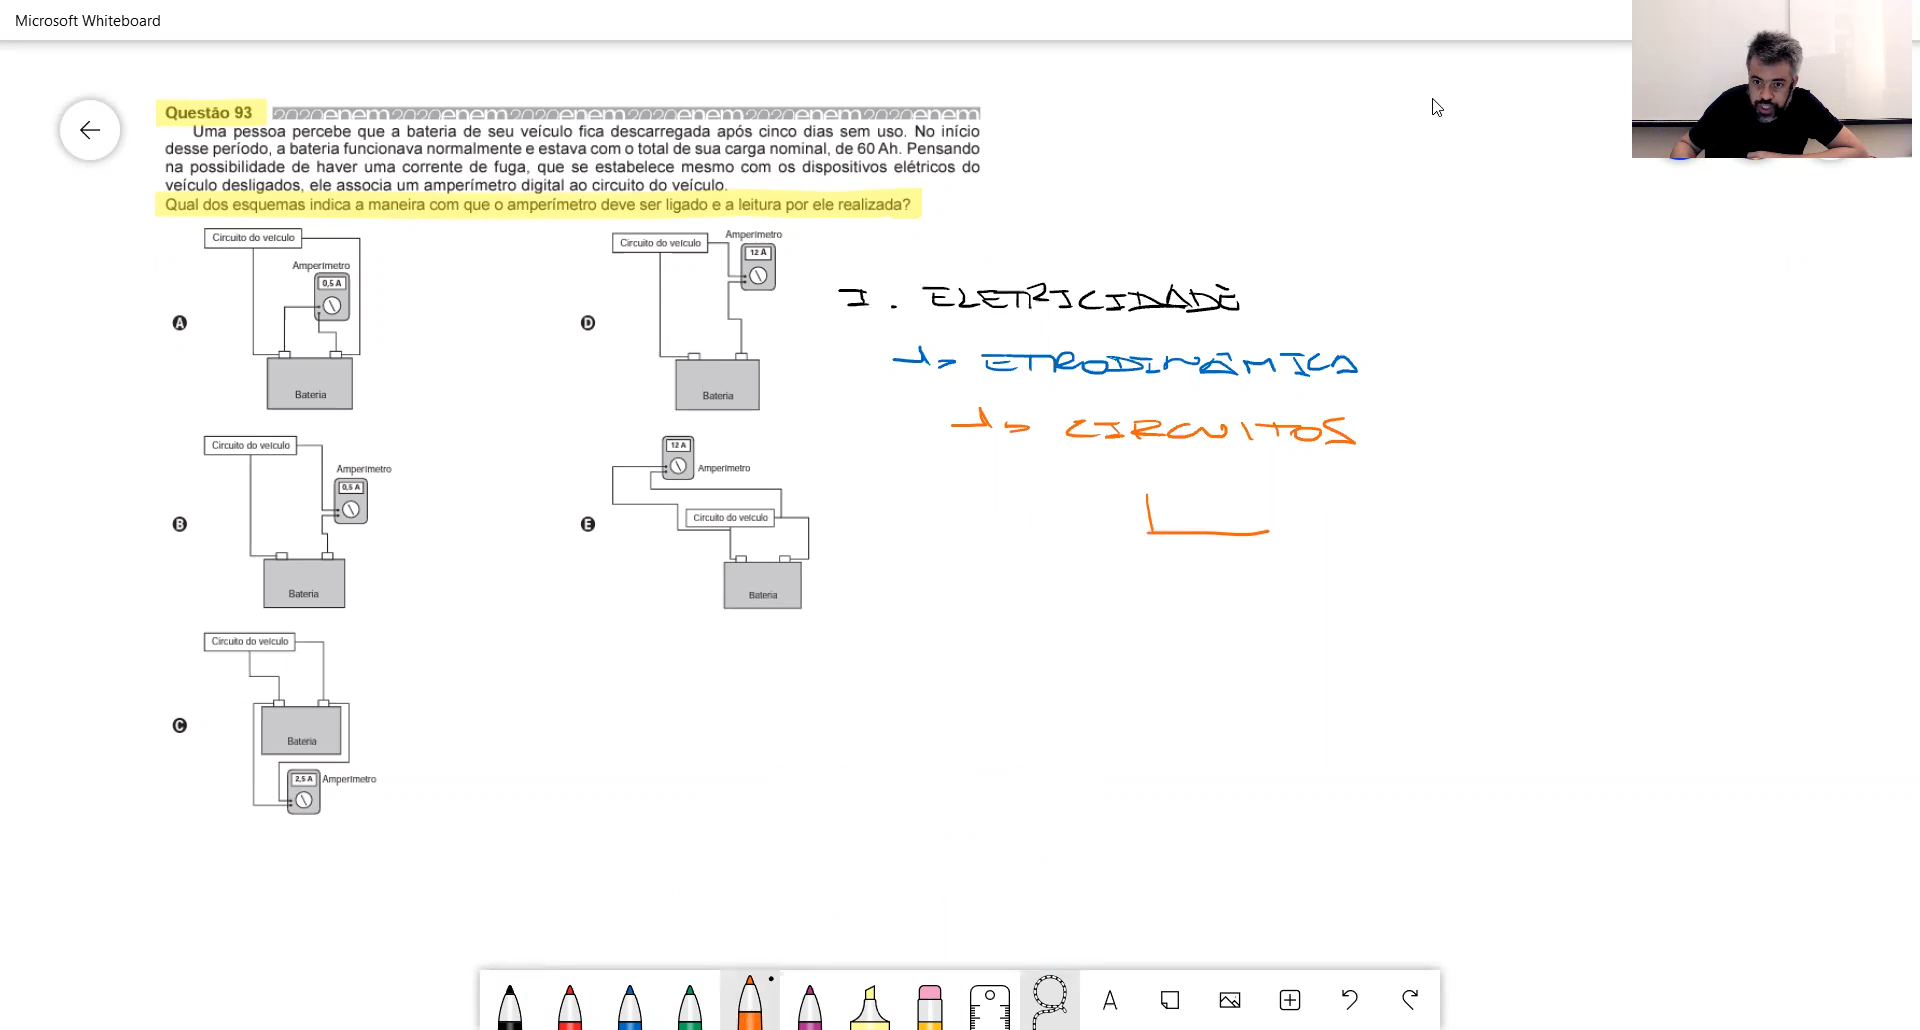 Microsoft Whiteboard
Questão 93
2020enem2020enem2020enem2020enem2020enem2020enem
Uma pessoa percebe que a bateria de seu veículo fica descarregada após cinco dias sem uso. No início
desse período, a bateria funcionava normalmente e estava com o total de sua carga nominal, de 60 Ah. Pensando
na possibilidade de haver uma corrente de fuga, que se estabelece mesmo com os dispositivos elétricos do
veículo desligados, ele associa um amperímetro digital ao circuito do veículo.
Qual dos esquemas indica a maneira com que o amperímetro deve ser ligado e a leitura por ele realizada?
A
Circuito do veículo
Amperímetro
0,5 A
Bateria
B
Circuito do veículo
Amperímetro
0,5 A
Bateria
C
Circuito do veículo
Bateria
2,5 A
Amperímetro
D
Circuito do veículo
Amperímetro
12 A
Bateria
E
12 A
Amperímetro
Circuito do veículo
Bateria
I. ELETRICIDADE
ETRODINÂMICA
CIRCUITOS
A